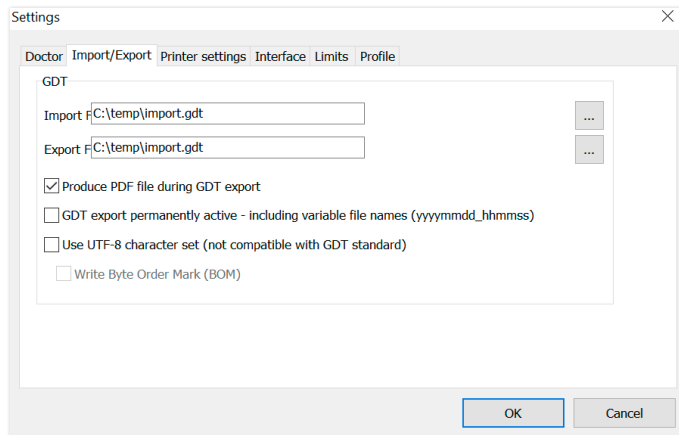 Settings
Doctor Import/Export Printer settings Interface Limits Profile
GDT
Import F C:\temp\import.gdt ...
Export F C:\temp\import.gdt ...
Produce PDF file during GDT export
GDT export permanently active - including variable file names (yyyymmdd_hhmmss)
Use UTF-8 character set (not compatible with GDT standard)
Write Byte Order Mark (BOM)
OK Cancel